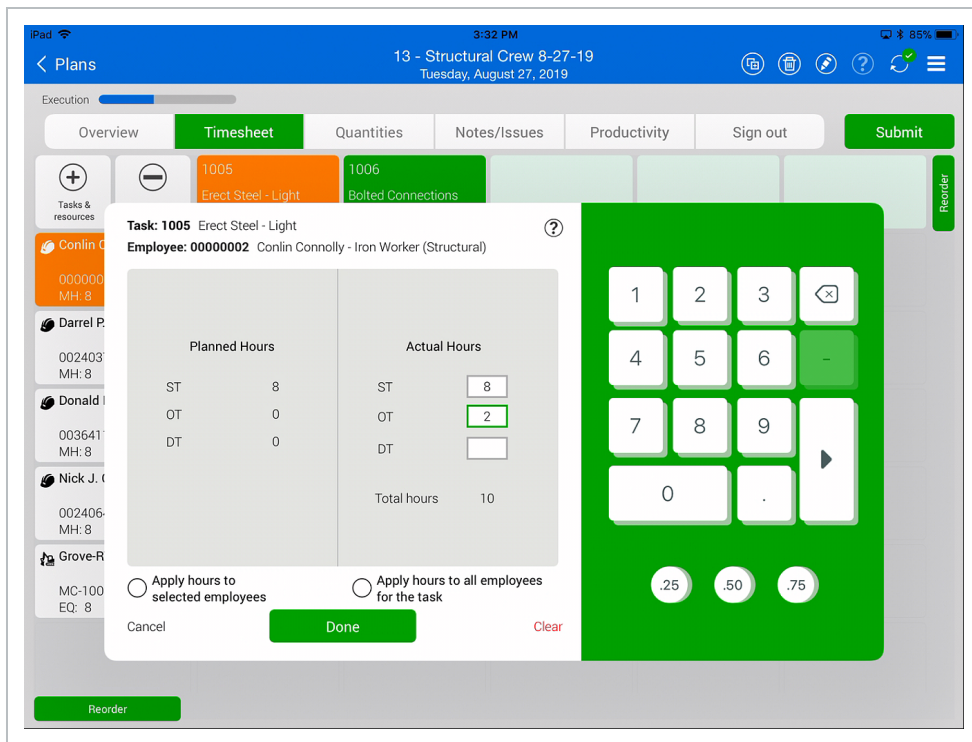 iPad 3:32 PM 85%
Plans
13 - Structural Crew 8-27-19
Tuesday, August 27, 2019
?
Execution
Overview Timesheet Quantities Notes/Issues Productivity Sign out Submit
Tasks &
resources
1005
Erect Steel - Light
1006
Bolted Connections
Reorder
Conlin C
000000
MH: 8
Darrel P.
002403
MH: 8
Donald
003641
MH: 8
Nick J.
002406
MH: 8
Grove-R
MC-100
EQ: 8
Task: 1005 Erect Steel - Light ?
Employee: 00000002 Conlin Connolly - Iron Worker (Structural)
Planned Hours
ST 8
OT 0
DT 0
Actual Hours
ST 8
OT 2
DT
Total hours 10
Apply hours to
selected employees
Apply hours to all employees
for the task
Cancel Done Clear
1 2 3
4 5 6 -
7 8 9
0 .
.25 .50 .75
Reorder